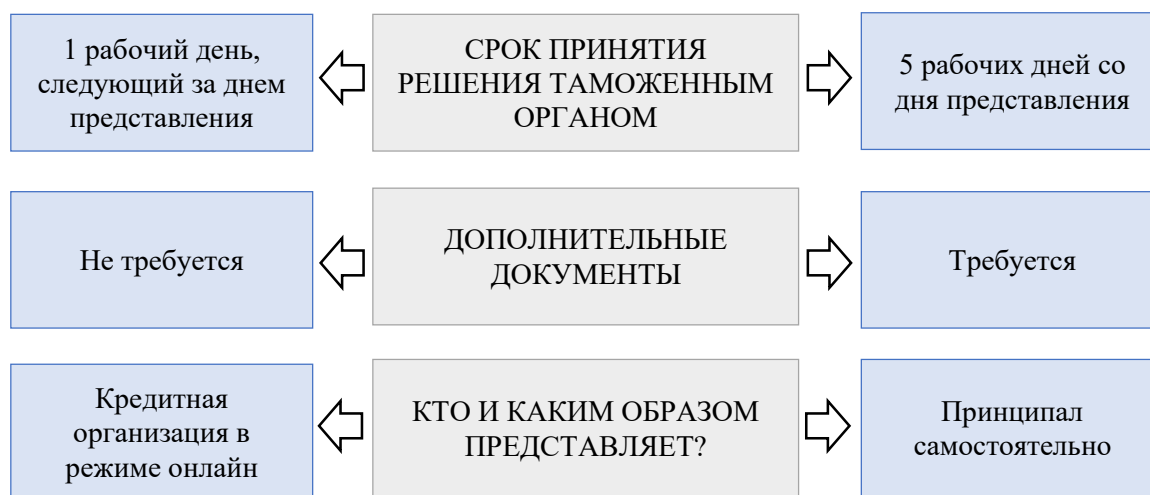 1 рабочий день,
следующий за днем
представления
СРОК ПРИНЯТИЯ
РЕШЕНИЯ ТАМОЖЕННЫМ
ОРГАНОМ
5 рабочих дней со
дня представления
Не требуется
ДОПОЛНИТЕЛЬНЫЕ
ДОКУМЕНТЫ
Требуется
Кредитная
организация в
режиме онлайн
КТО И КАКИМ ОБРАЗОМ
ПРЕДСТАВЛЯЕТ?
Принципал
самостоятельно